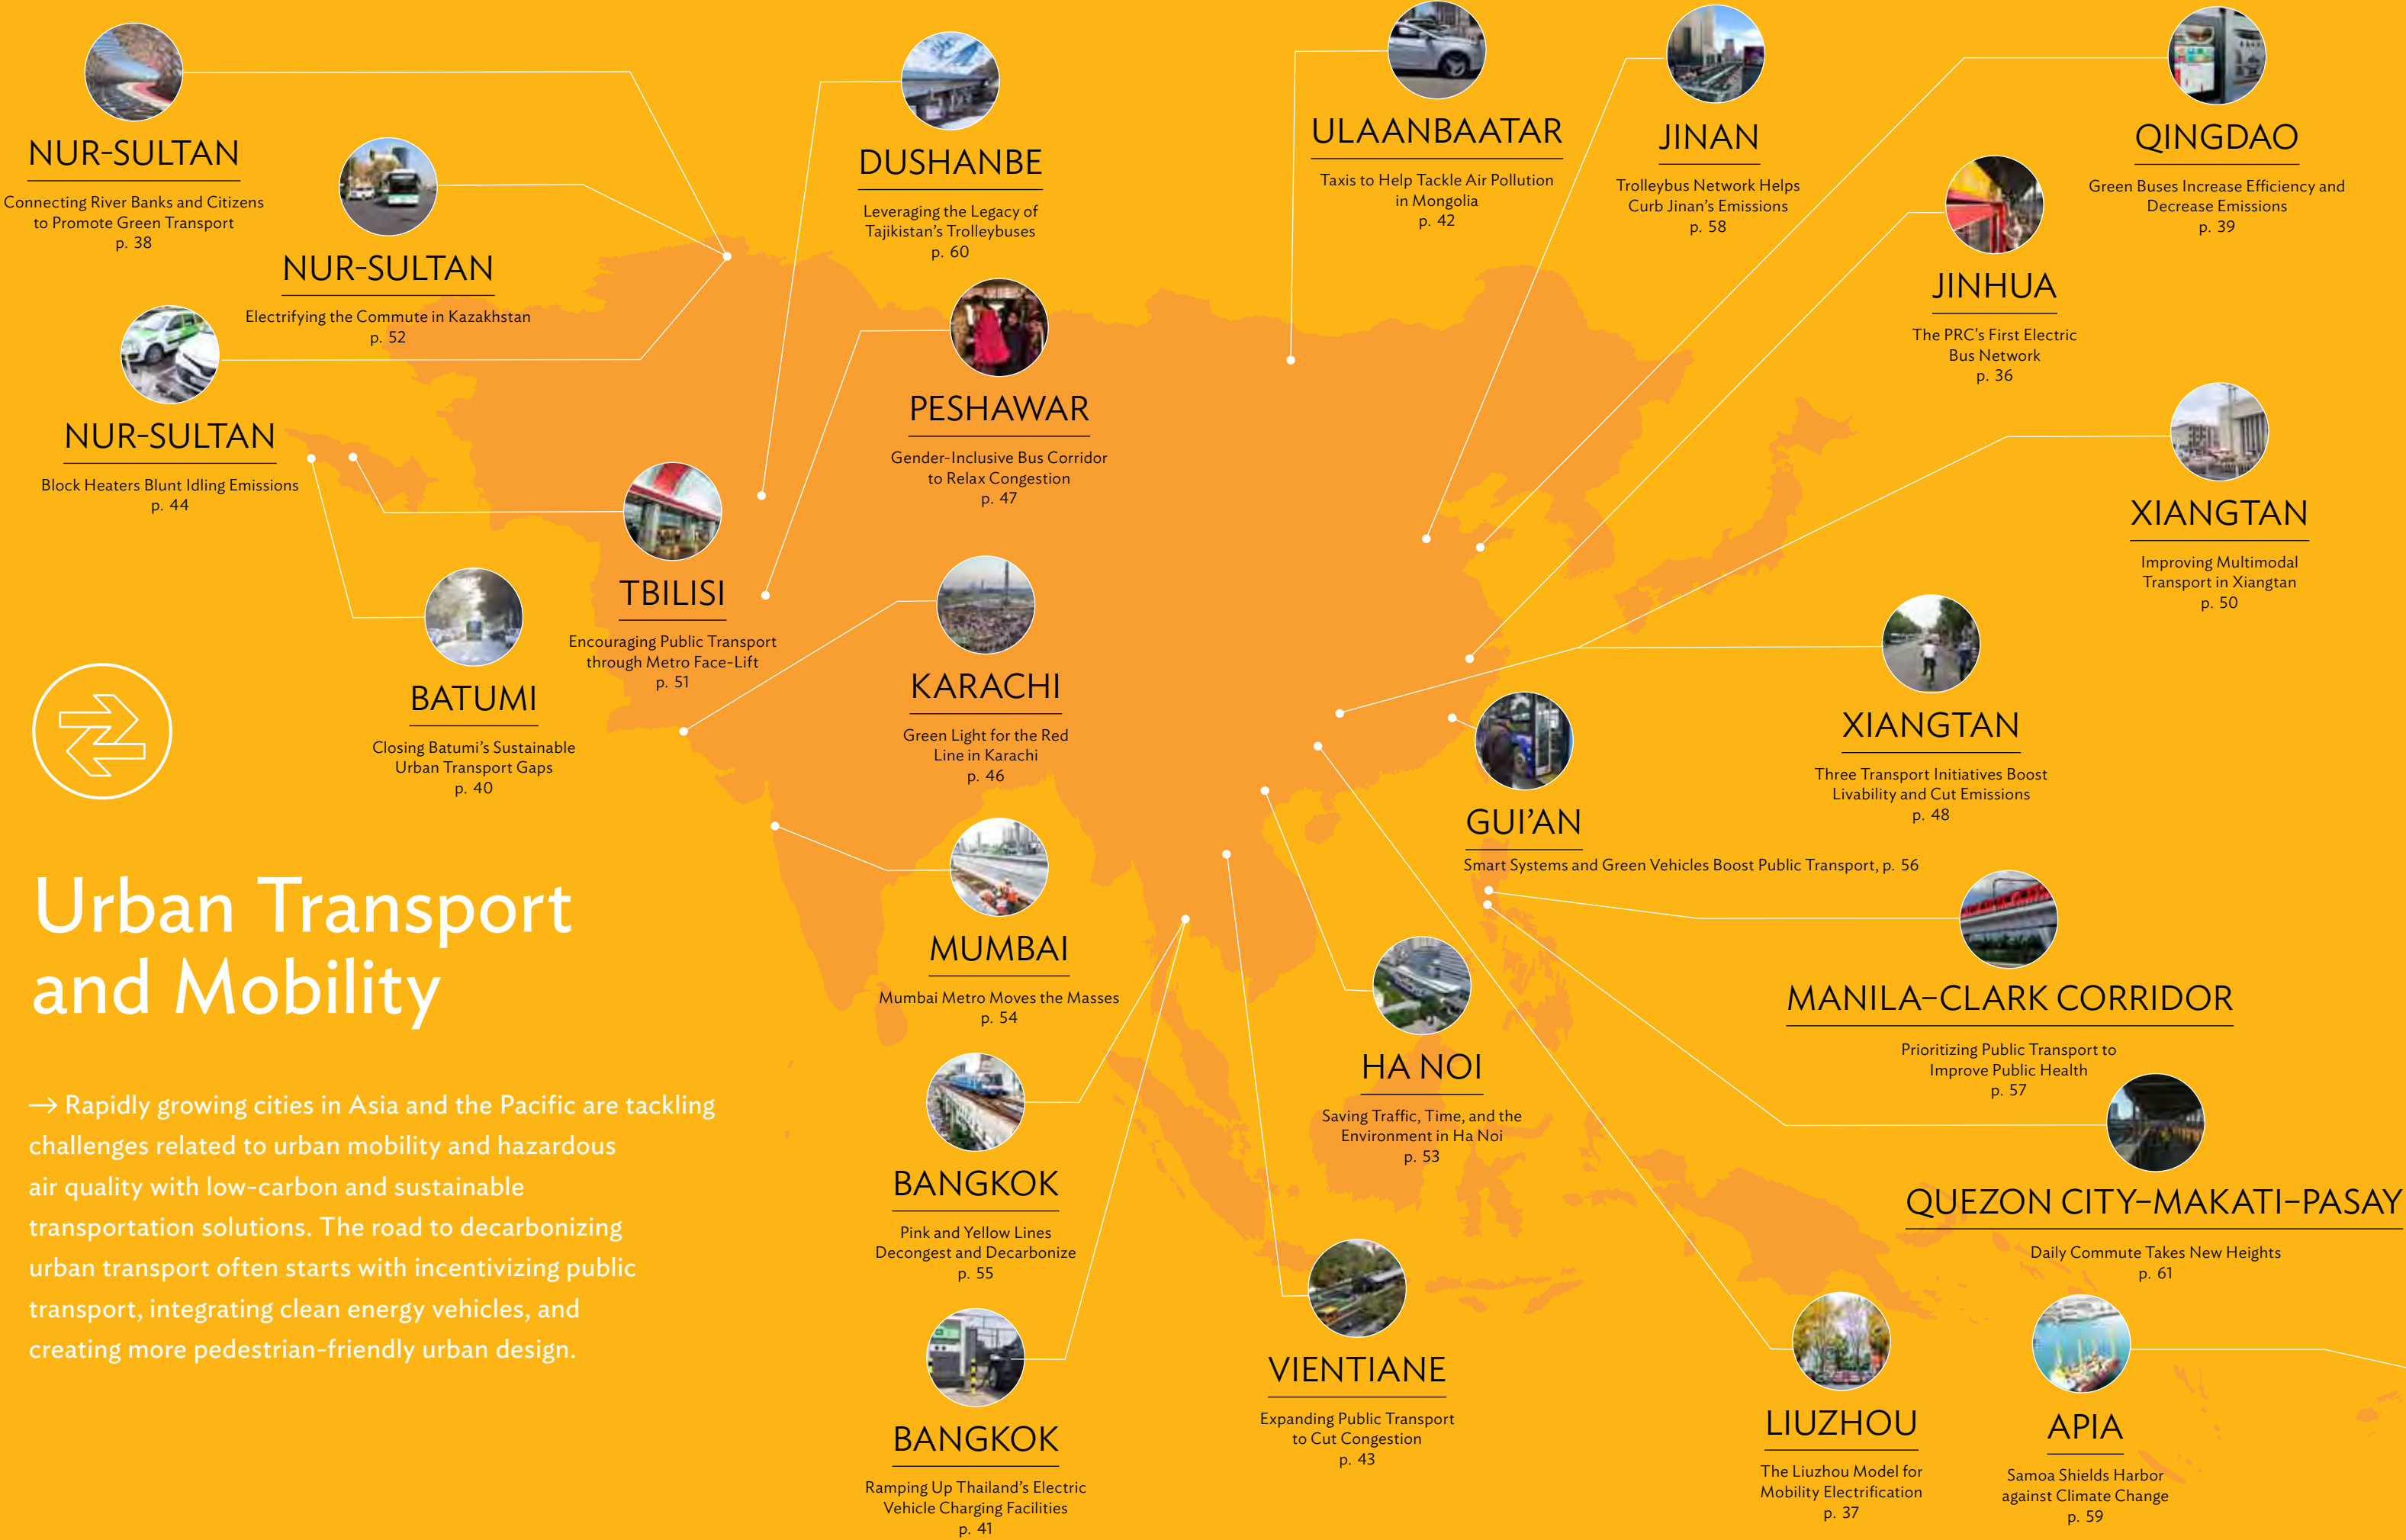 NUR-SULTAN
Connecting River Banks and Citizens
to Promote Green Transport
p. 38
NUR-SULTAN
Electrifying the Commute in Kazakhstan
p. 52
NUR-SULTAN
Block Heaters Blunt Idling Emissions
p. 44
DUSHANBE
Leveraging the Legacy of
Tajikistan’s Trolleybuses
p. 60
PESHAWAR
Gender-Inclusive Bus Corridor
to Relax Congestion
p. 47
TBILISI
Encouraging Public Transport
through Metro Face-Lift
p. 51
BATUMI
Closing Batumi’s Sustainable
Urban Transport Gaps
p. 40
KARACHI
Green Light for the Red
Line in Karachi
p. 46
ULAANBAATAR
Taxis to Help Tackle Air Pollution
in Mongolia
p. 42
JINAN
Trolleybus Network Helps
Curb Jinan’s Emissions
p. 58
QINGDAO
Green Buses Increase Efficiency and
Decrease Emissions
p. 39
JINHUA
The PRC’s First Electric
Bus Network
p. 36
XIANGTAN
Improving Multimodal
Transport in Xiangtan
p. 50
XIANGTAN
Three Transport Initiatives Boost
Livability and Cut Emissions
p. 48
GUI’AN
Smart Systems and Green Vehicles Boost Public Transport, p. 56
Urban Transport
and Mobility
→ Rapidly growing cities in Asia and the Pacific are tackling
challenges related to urban mobility and hazardous
air quality with low-carbon and sustainable
transportation solutions. The road to decarbonizing
urban transport often starts with incentivizing public
transport, integrating clean energy vehicles, and
creating more pedestrian-friendly urban design.
MUMBAI
Mumbai Metro Moves the Masses
p. 54
BANGKOK
Pink and Yellow Lines
Decongest and Decarbonize
p. 55
BANGKOK
Ramping Up Thailand’s Electric
Vehicle Charging Facilities
p. 41
HA NOI
Saving Traffic, Time, and the
Environment in Ha Noi
p. 53
VIENTIANE
Expanding Public Transport
to Cut Congestion
p. 43
MANILA–CLARK CORRIDOR
Prioritizing Public Transport to
Improve Public Health
p. 57
QUEZON CITY–MAKATI–PASAY
Daily Commute Takes New Heights
p. 61
LIUZHOU
The Liuzhou Model for
Mobility Electrification
p. 37
APIA
Samoa Shields Harbor
against Climate Change
p. 59